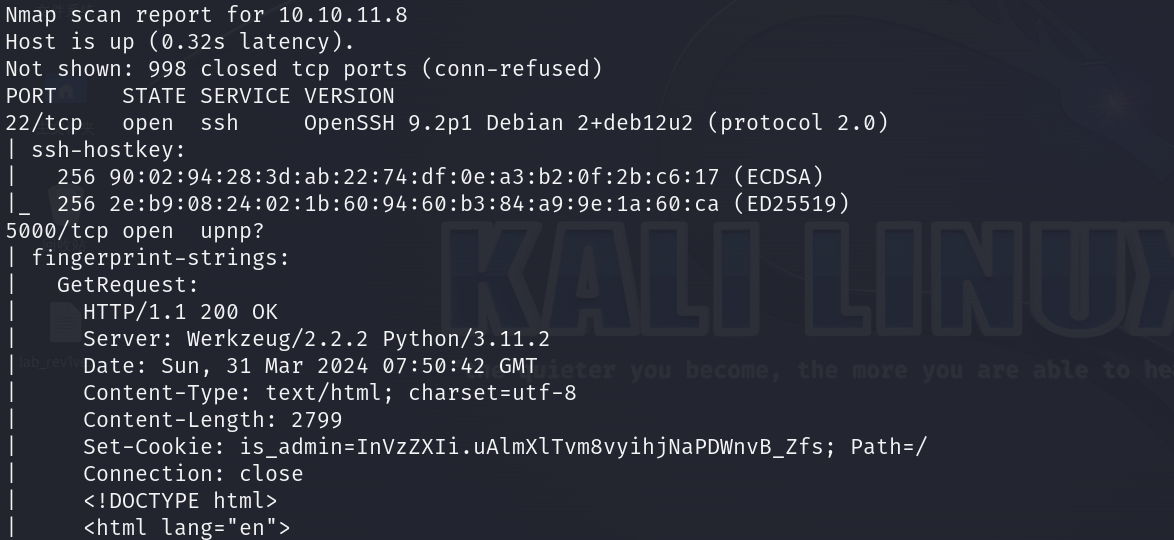 Nmap scan report for 10.10.11.8
Host is up (0.32s latency).
Not shown: 998 closed tcp ports (conn-refused)
PORT     STATE SERVICE VERSION
22/tcp   open  ssh     OpenSSH 9.2p1 Debian 2+deb12u2 (protocol 2.0)
| ssh-hostkey:
|   256 90:02:94:28:3d:ab:22:74:df:0e:a3:b2:0f:2b:c6:17 (ECDSA)
|_  256 2e:b9:08:24:02:1b:60:94:60:b3:84:a9:9e:1a:60:ca (ED25519)
5000/tcp open  upnp?
| fingerprint-strings:
|   GetRequest:
|     HTTP/1.1 200 OK
|     Server: Werkzeug/2.2.2 Python/3.11.2
|     Date: Sun, 31 Mar 2024 07:50:42 GMT
|     Content-Type: text/html; charset=utf-8
|     Content-Length: 2799
|     Set-Cookie: is_admin=InVzZXIi.uAlmXlTvm8vyihjNaPDWnvB_Zfs; Path=/
|     Connection: close
|     <!DOCTYPE html>
|     <html lang="en">
KALI LINUX
you become, the more you are able to